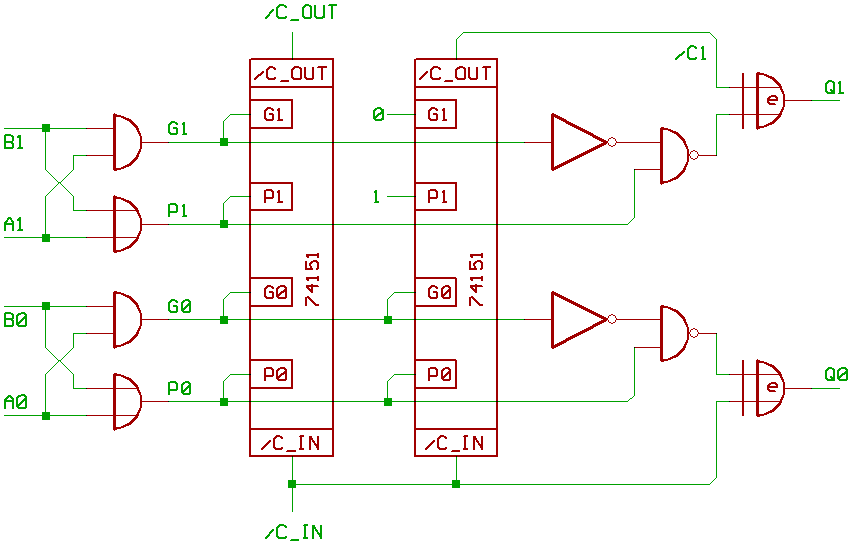 /C_OUT
/C_OUT
/C_OUT
/C1
Q1
B1
G1
G1
0
G1
e
A1
P1
P1
1
P1
74151
74151
B0
G0
G0
G0
A0
P0
P0
P0
Q0
e
/C_IN
/C_IN
/C_IN